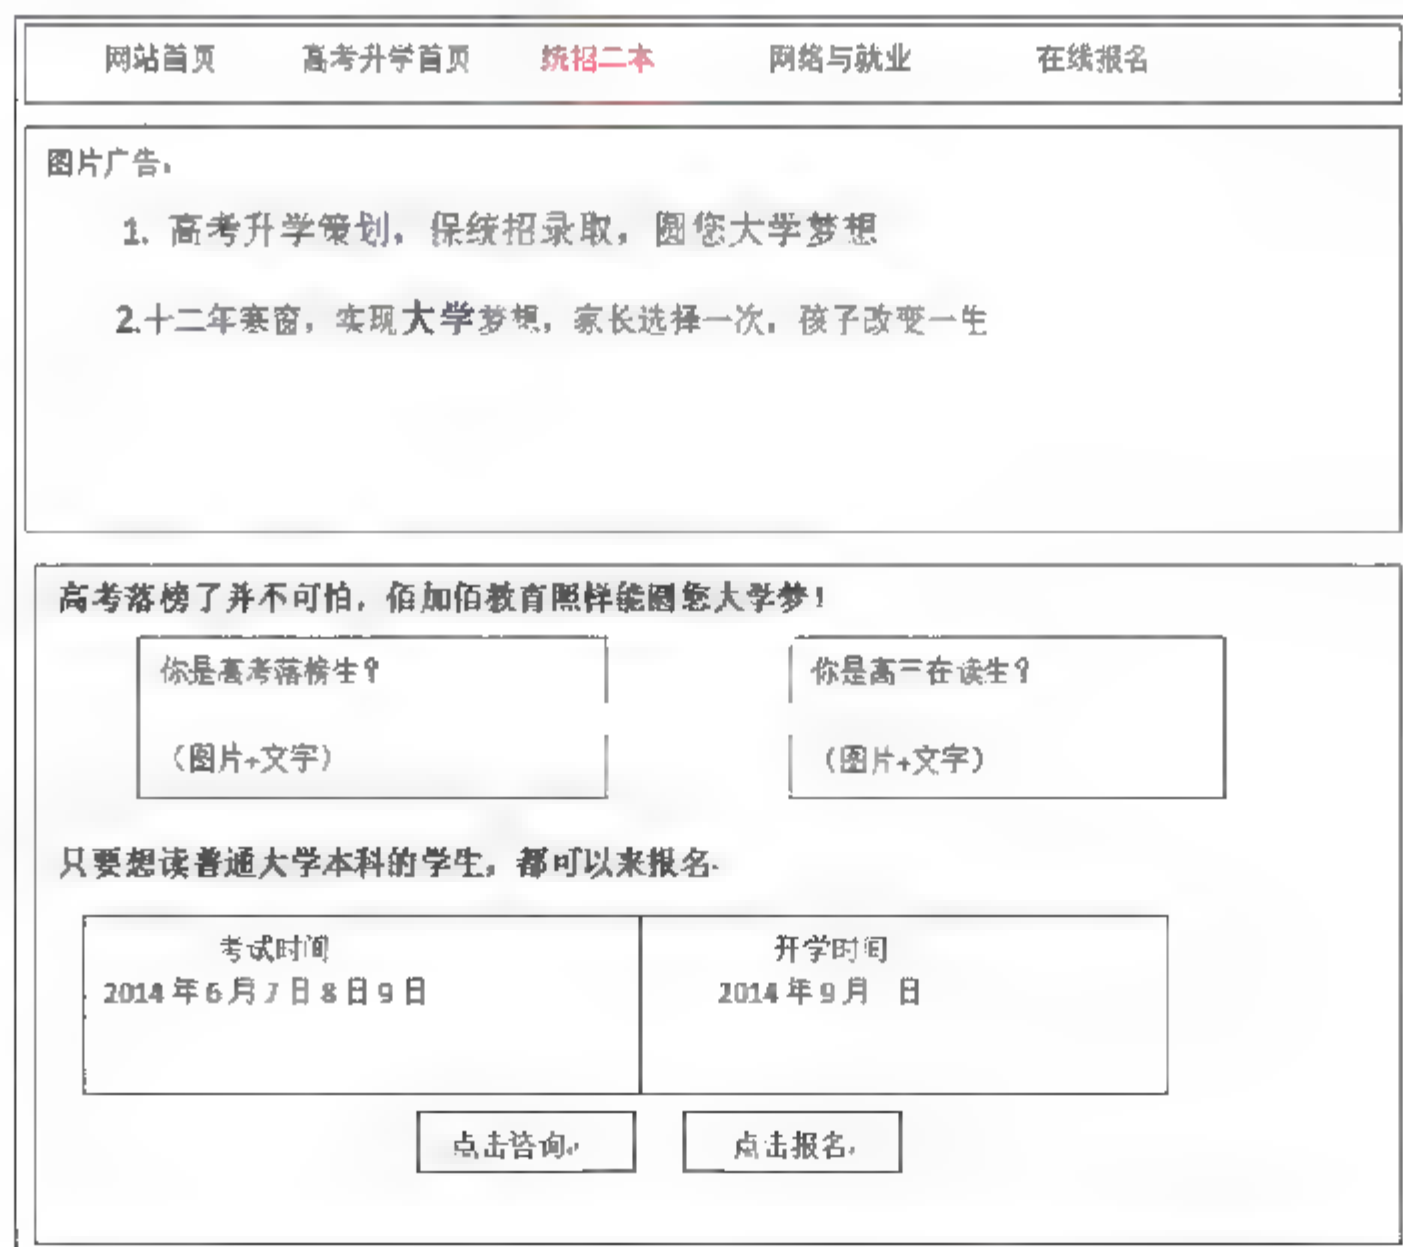 网站首页 高考升学首页 统招二本 网络与就业 在线报名
图片广告。
1. 高考升学策划，保统招录取，圆您大学梦想
2.十二年寒窗，实现大学梦想，家长选择一次，孩子改变一生
高考落榜了并不可怕，佰加佰教育照样能圆您大学梦！
你是高考落榜生？ 你是高三在读生？
（图片+文字） （图片+文字）
只要想读普通大学本科的学生，都可以来报名.
考试时间 开学时间
2014年6月7日8日9日 2014年9月 日
点击咨询。 点击报名。